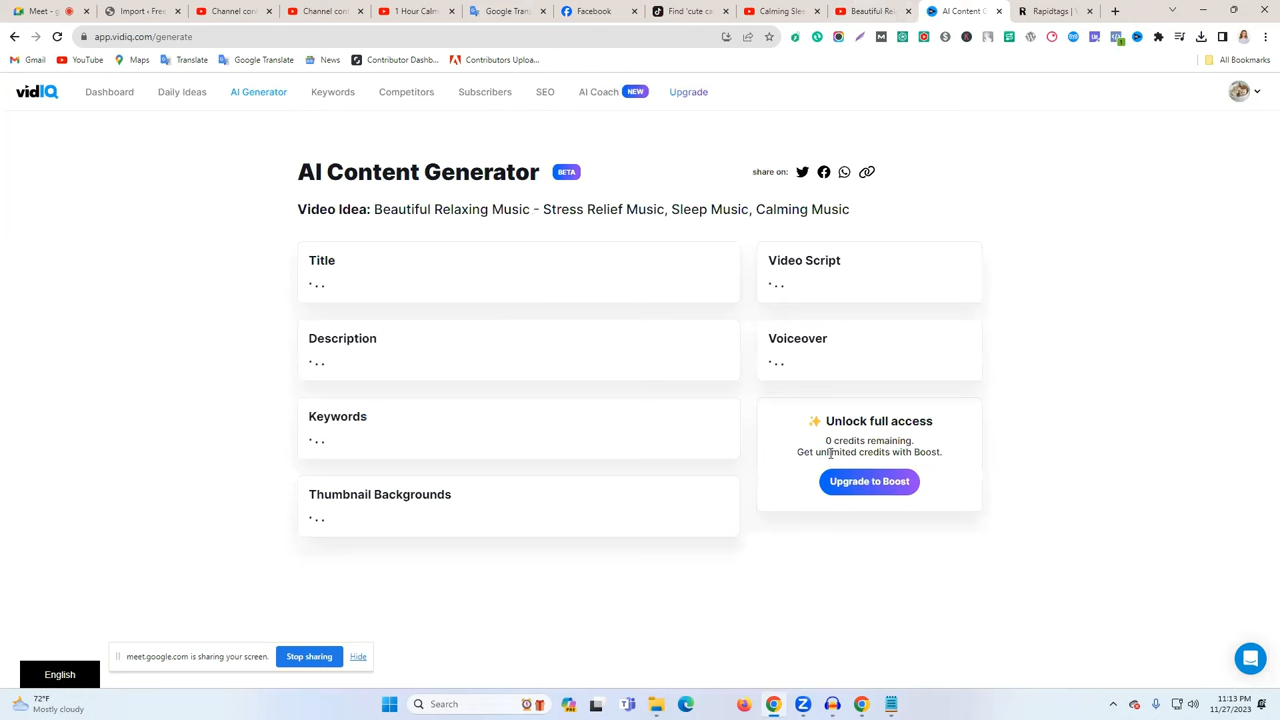 Meet - g
Import ‹ Free
Channel con
Channel con
1 Hour Calm
Google Tran
Facebook
Find 'cute ca
Calming Slee
Beautiful Rel
AI Content G
Rapidtags | 
app.vidiq.com/generate
Gmail
YouTube
Maps
Translate
Google Translate
News
Contributor Dashb...
Contributors Uploa...
All Bookmarks
vidIQ
Dashboard
Daily Ideas
AI Generator
Keywords
Competitors
Subscribers
SEO
AI Coach NEW
Upgrade
AI Content Generator BETA
share on:
Video Idea: Beautiful Relaxing Music - Stress Relief Music, Sleep Music, Calming Music
Title
Video Script
Description
Voiceover
Keywords
Unlock full access
0 credits remaining.
Get unlimited credits with Boost.
Upgrade to Boost
Thumbnail Backgrounds
meet.google.com is sharing your screen.
Stop sharing
Hide
English
72°F
Mostly cloudy
Search
11:13 PM
11/27/2023